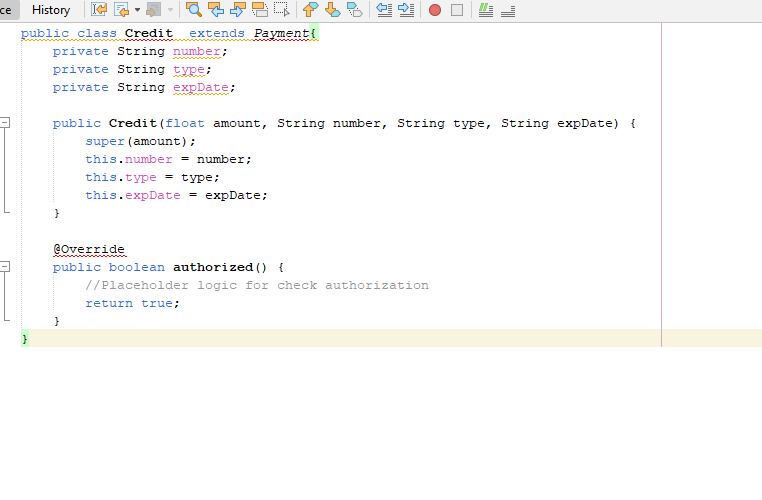 ce History
public class Credit  extends Payment{
    private String number;
    private String type;
    private String expDate;
    public Credit(float amount, String number, String type, String expDate) {
        super(amount);
        this.number = number;
        this.type = type;
        this.expDate = expDate;
    }
    @Override
    public boolean authorized() {
        //Placeholder logic for check authorization
        return true;
    }
}